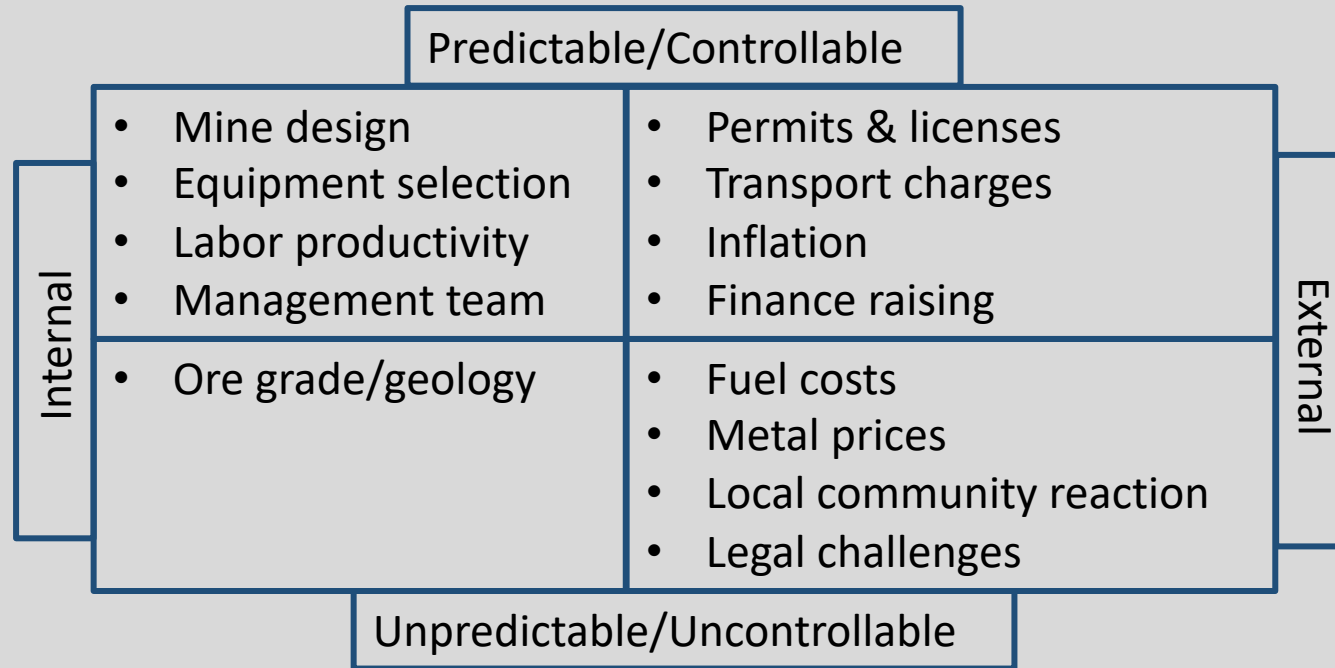 Predictable/Controllable
Internal
• Mine design
• Equipment selection
• Labor productivity
• Management team
• Permits & licenses
• Transport charges
• Inflation
• Finance raising
External
• Ore grade/geology
• Fuel costs
• Metal prices
• Local community reaction
• Legal challenges
Unpredictable/Uncontrollable